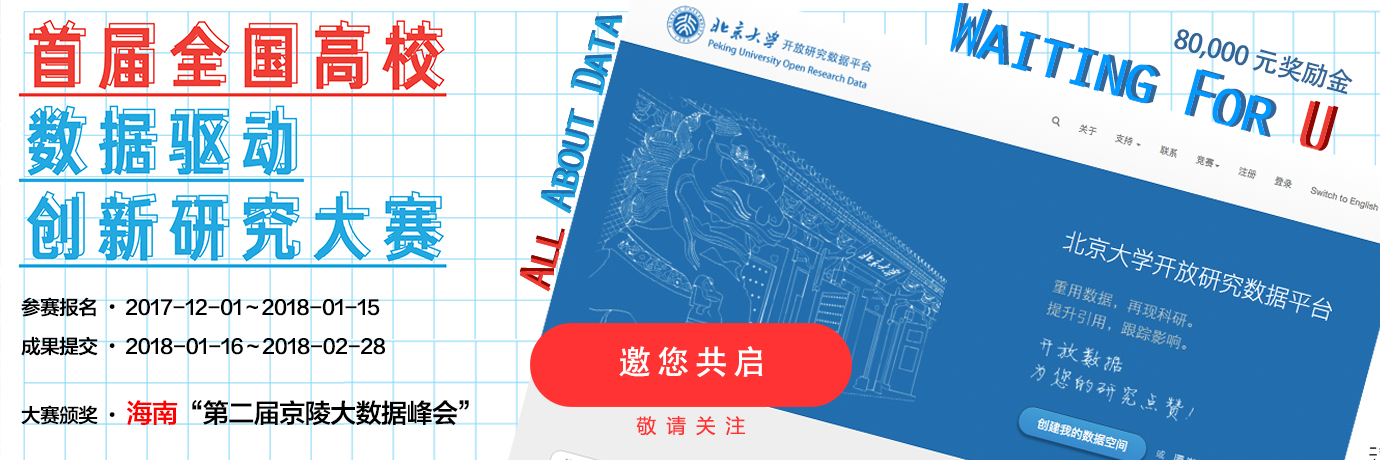 首届全国高校
数据驱动
创新研究大赛
参赛报名 · 2017-12-01~2018-01-15
成果提交 · 2018-01-16~2018-02-28
大赛颁奖 · 海南“第二届京陵大数据峰会”
ALL ABOUT DATA
北京大学 开放研究数据平台
Peking University Open Research Data
WAITING FOR U
80,000 元奖励金
关于 支持 联系 竞赛 注册 登录 Switch to English
北京大学
北京大学开放研究数据平台
重用数据，再现科研。
提升引用，跟踪影响。
开放数据
为您的研究点赞！
创建我的数据空间 或
邀您共启
敬请关注